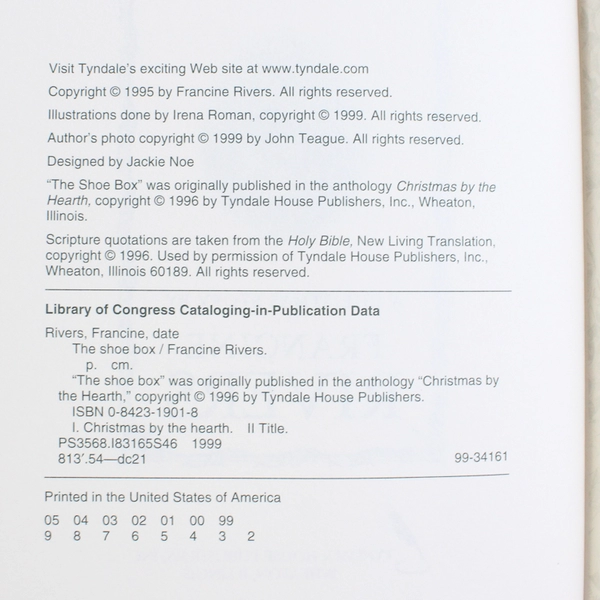 Visit Tyndale's exciting Web site at www.tyndale.com
Copyright © 1995 by Francine Rivers. All rights reserved.
Illustrations done by Irena Roman, copyright © 1999. All rights reserved.
Author's photo copyright © 1999 by John Teague. All rights reserved.
Designed by Jackie Noe
“The Shoe Box” was originally published in the anthology Christmas by the
Hearth, copyright © 1996 by Tyndale House Publishers, Inc., Wheaton,
Illinois.
Scripture quotations are taken from the Holy Bible, New Living Translation,
copyright © 1996. Used by permission of Tyndale House Publishers, Inc.,
Wheaton, Illinois 60189. All rights reserved.
Library of Congress Cataloging-in-Publication Data
Rivers, Francine, date
The shoe box / Francine Rivers.
p. cm.
“The shoe box” was originally published in the anthology “Christmas by
the Hearth,” copyright © 1996 by Tyndale House Publishers.
ISBN 0-8423-1901-8
I. Christmas by the hearth. II Title.
PS3568.I83165S46 1999
813′.54—dc21 99-34161
Printed in the United States of America
05 04 03 02 01 00 99
9 8 7 6 5 4 3 2